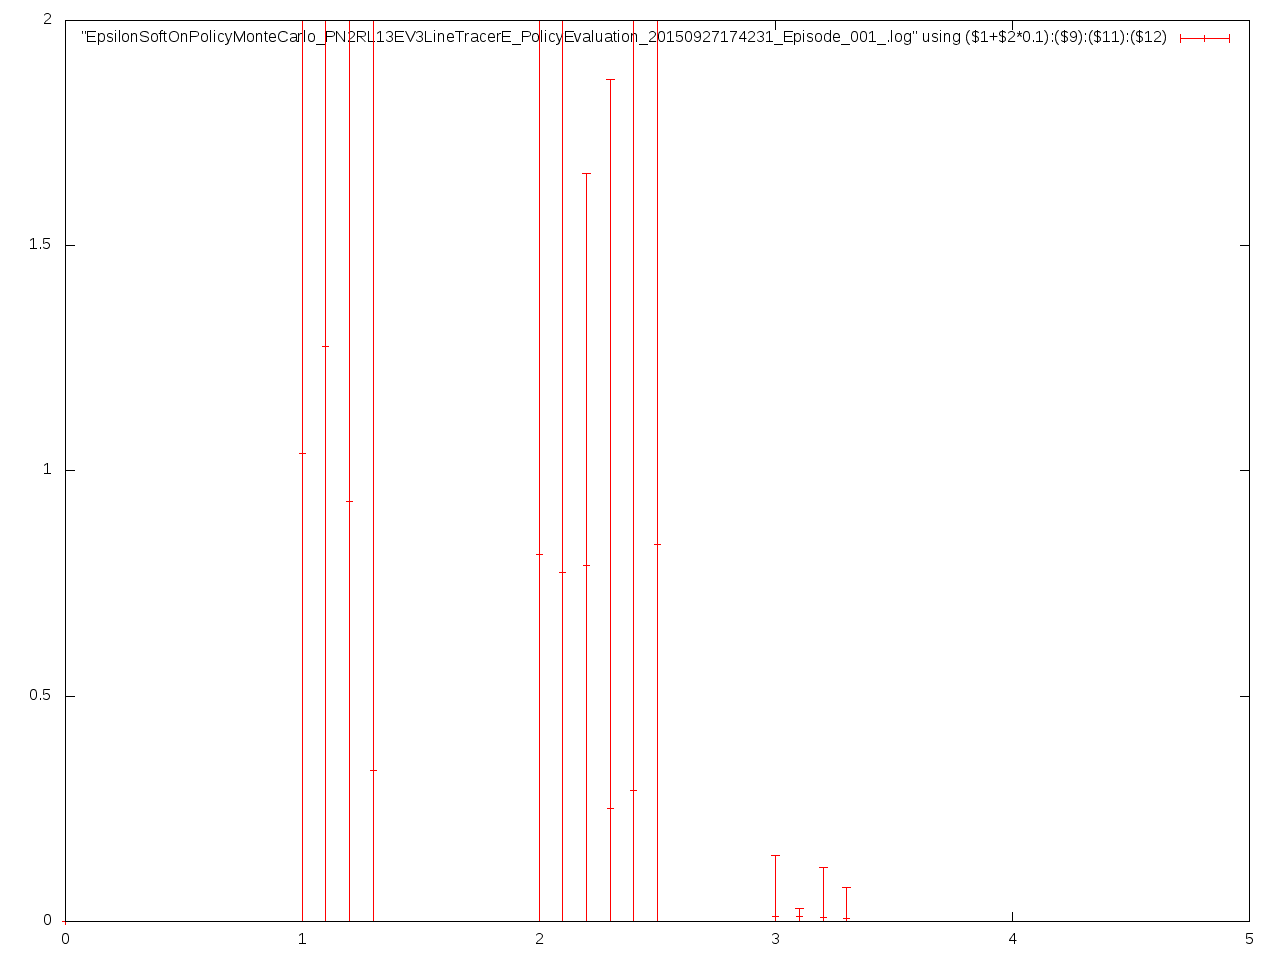 2
"EpsilonSoftOnPolicyMonteCarlo_PN2RL13EV3LineTracerE_PolicyEvaluation_20150927174231_Episode_001_.log" using ($1+$2*0.1):($9):($11):($12)
1.5
1
0.5
0
0 1 2 3 4 5